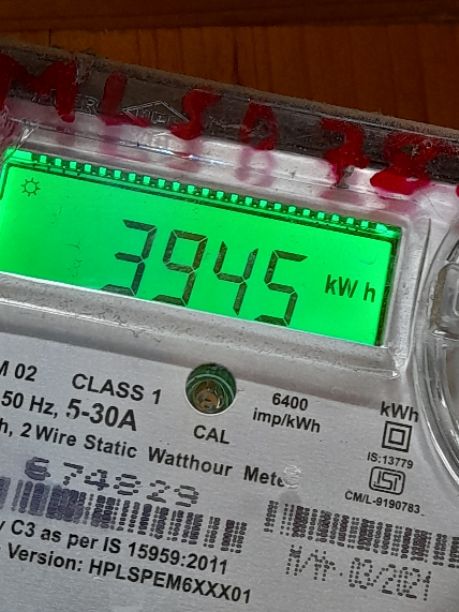 3945 kWh
M 02 CLASS 1
6400
imp/kWh
kWh
50 Hz, 5-30A
CAL
h, 2 Wire Static Watthour Mete
IS:13779
CM/L-9190783
674829
y C3 as per IS 15959:2011
Version: HPLSPEM6XXX01
03/2021